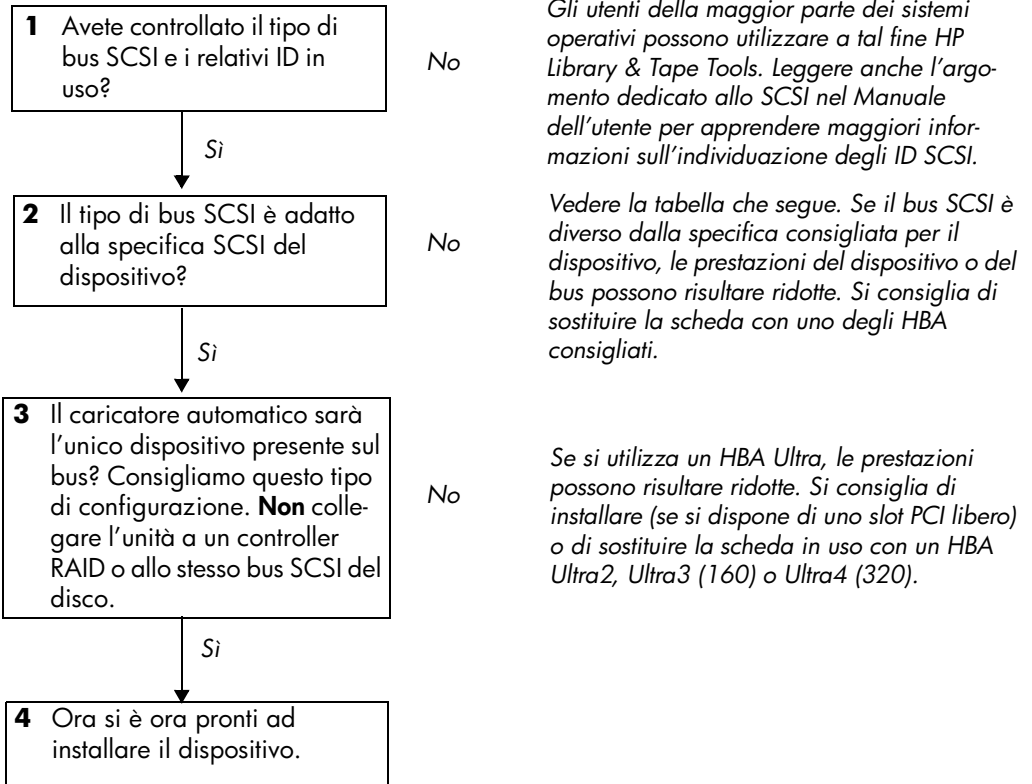 1 Avete controllato il tipo di
bus SCSI e i relativi ID in
uso?
No
Gli utenti della maggior parte dei sistemi
operativi possono utilizzare a tal fine HP
Library & Tape Tools. Leggere anche l'argo-
mento dedicato allo SCSI nel Manuale
dell'utente per apprendere maggiori infor-
mazioni sull'individuazione degli ID SCSI.
Sì
2 Il tipo di bus SCSI è adatto
alla specifica SCSI del
dispositivo?
No
Vedere la tabella che segue. Se il bus SCSI è
diverso dalla specifica consigliata per il
dispositivo, le prestazioni del dispositivo o del
bus possono risultare ridotte. Si consiglia di
sostituire la scheda con uno degli HBA
consigliati.
Sì
3 Il caricatore automatico sarà
l'unico dispositivo presente sul
bus? Consigliamo questo tipo
di configurazione. Non colle-
gare l'unità a un controller
RAID o allo stesso bus SCSI del
disco.
No
Se si utilizza un HBA Ultra, le prestazioni
possono risultare ridotte. Si consiglia di
installare (se si dispone di uno slot PCI libero)
o di sostituire la scheda in uso con un HBA
Ultra2, Ultra3 (160) o Ultra4 (320).
Sì
4 Ora si è ora pronti ad
installare il dispositivo.